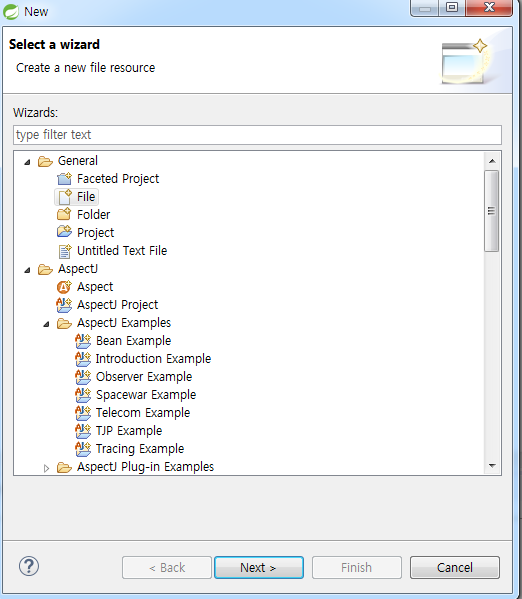 New
Select a wizard
Create a new file resource
Wizards:
type filter text
General
Faceted Project
File
Folder
Project
Untitled Text File
AspectJ
Aspect
AspectJ Project
AspectJ Examples
Bean Example
Introduction Example
Observer Example
Spacewar Example
Telecom Example
TJP Example
Tracing Example
AspectJ Plug-in Examples
?
< Back
Next >
Finish
Cancel